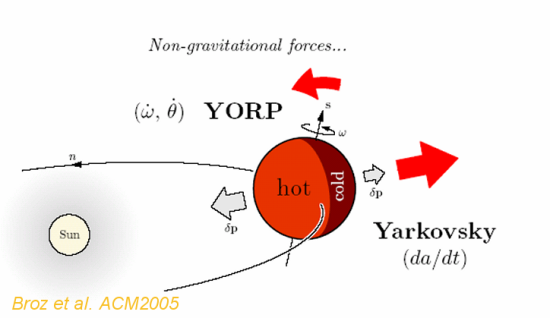 Non-gravitational forces...
(ω̇, θ̇) YORP
s
ω
n
hot
cold
δp
δp
Sun
Yarkovsky
(da/dt)
Broz et al. ACM2005